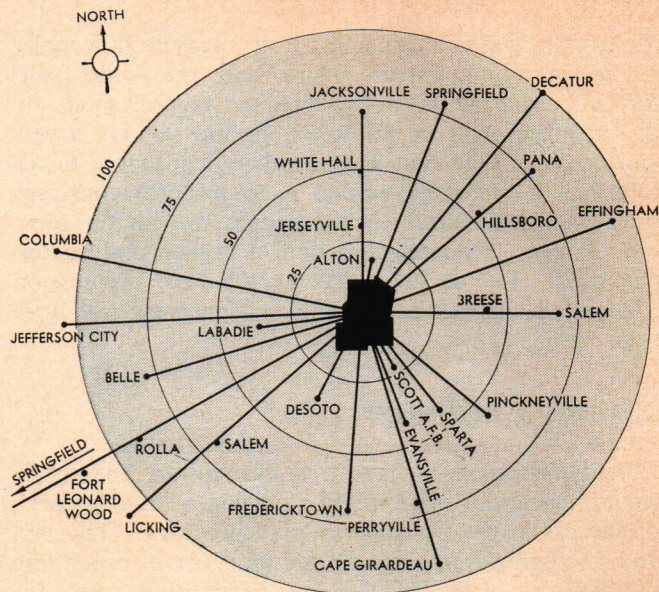 NORTH
JACKSONVILLE
SPRINGFIELD
DECATUR
100
WHITE HALL
PANA
75
HILLSBORO
EFFINGHAM
50
JERSEYVILLE
COLUMBIA
25
ALTON
3REESE
SALEM
JEFFERSON CITY
LABADIE
BELLE
DESOTO
SCOTT A.F.B.
SPARTA
PINCKNEYVILLE
EVANSVILLE
ROLLA
SALEM
SPRINGFIELD
FORT
LEONARD
WOOD
LICKING
FREDERICKTOWN
PERRYVILLE
CAPE GIRARDEAU